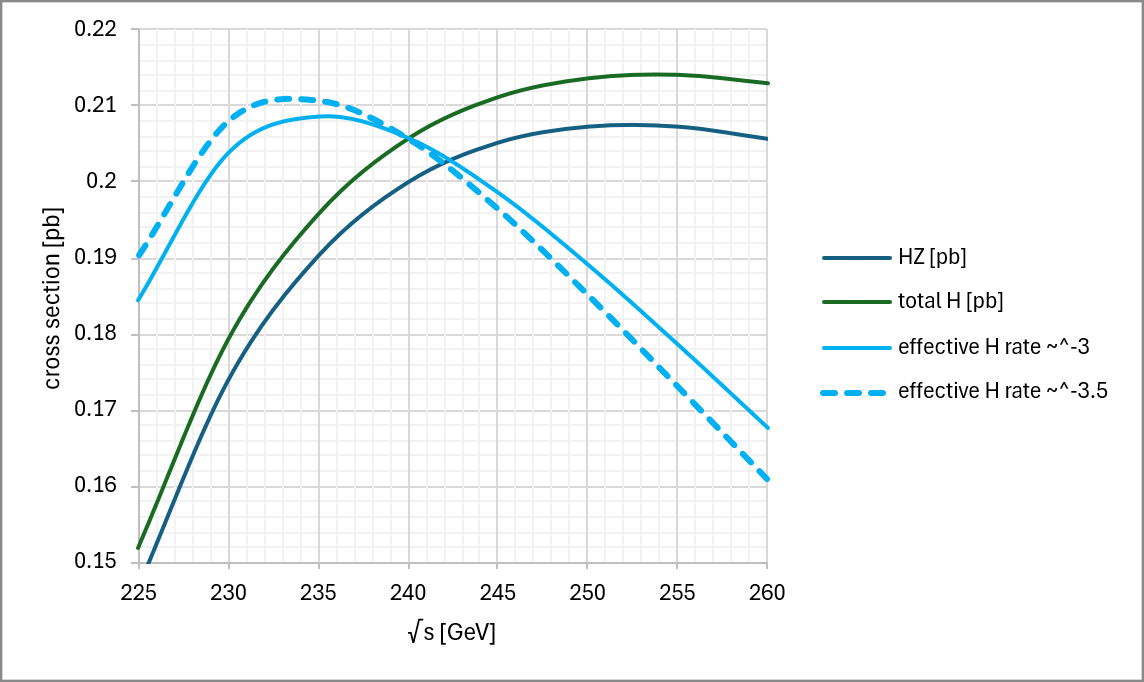 0.22
0.21
0.2
0.19
0.18
0.17
0.16
0.15
cross section [pb]
225 230 235 240 245 250 255 260
√s [GeV]
HZ [pb]
total H [pb]
effective H rate ~^-3
effective H rate ~^-3.5